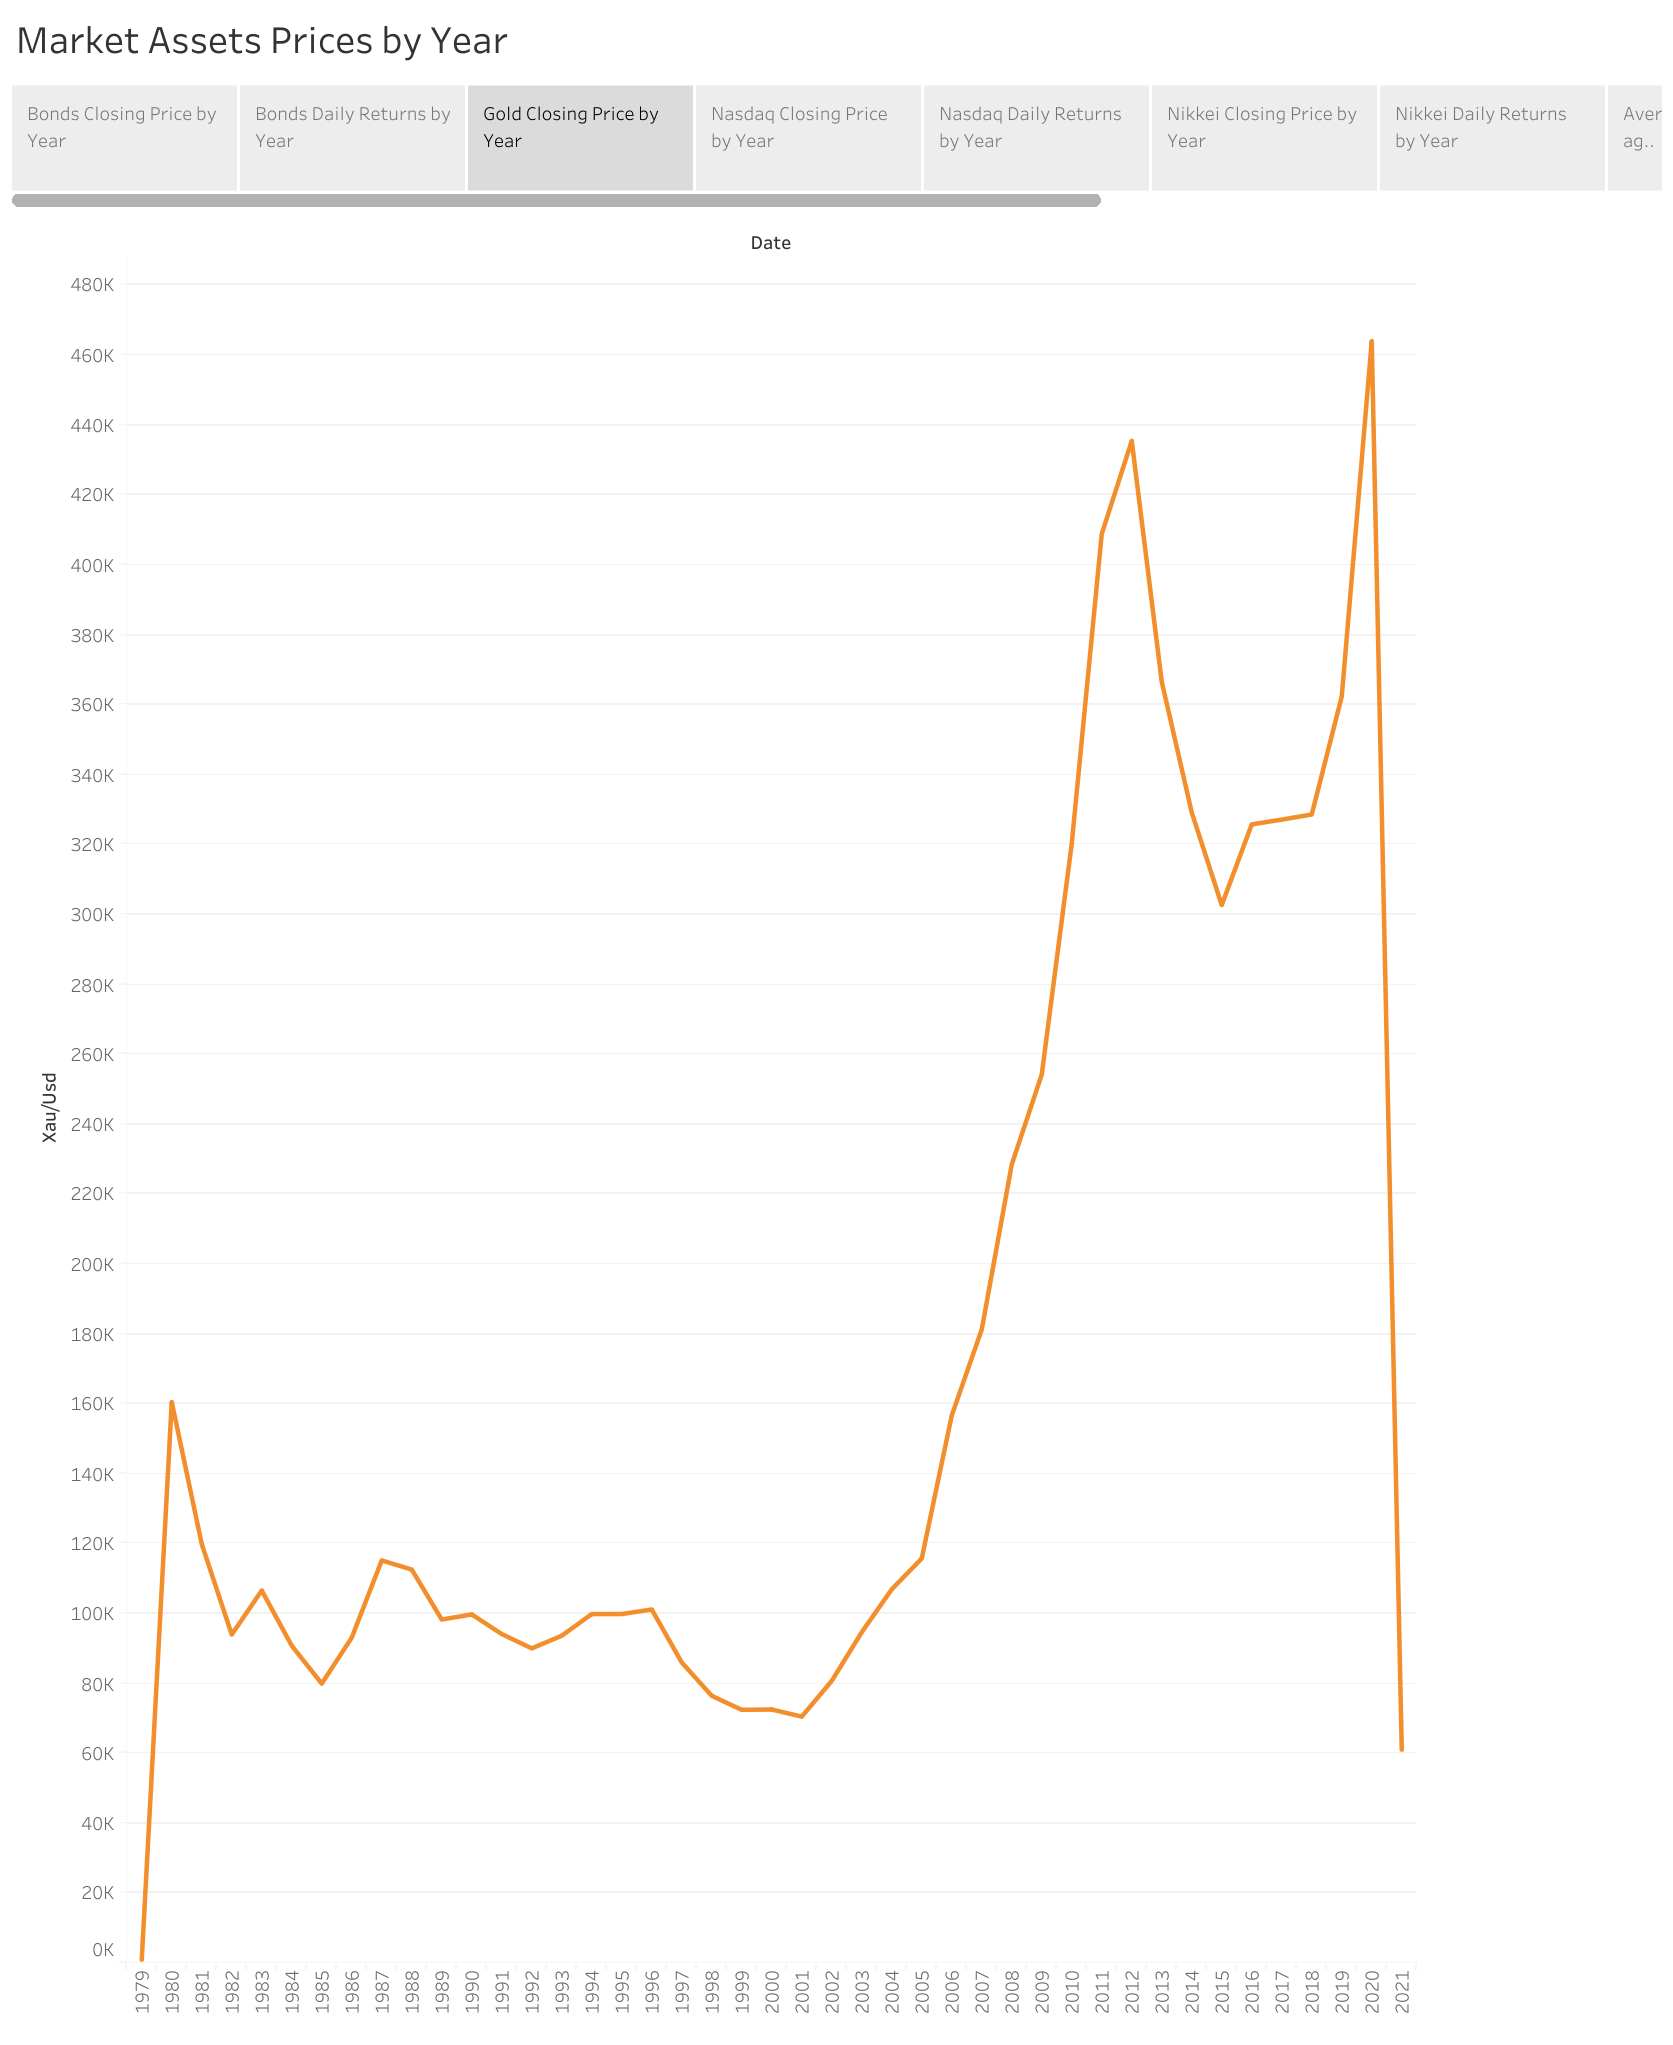 Market Assets Prices by Year
Bonds Closing Price by
Year
Bonds Daily Returns by
Year
Gold Closing Price by
Year
Nasdaq Closing Price
by Year
Nasdaq Daily Returns
by Year
Nikkei Closing Price by
Year
Nikkei Daily Returns
by Year
Aver
ag..
Date
480K
460K
440K
420K
400K
380K
360K
340K
320K
300K
280K
260K
240K
220K
200K
180K
160K
140K
120K
100K
80K
60K
40K
20K
0K
Xau/Usd
1979
1980
1981
1982
1983
1984
1985
1986
1987
1988
1989
1990
1991
1992
1993
1994
1995
1996
1997
1998
1999
2000
2001
2002
2003
2004
2005
2006
2007
2008
2009
2010
2011
2012
2013
2014
2015
2016
2017
2018
2019
2020
2021